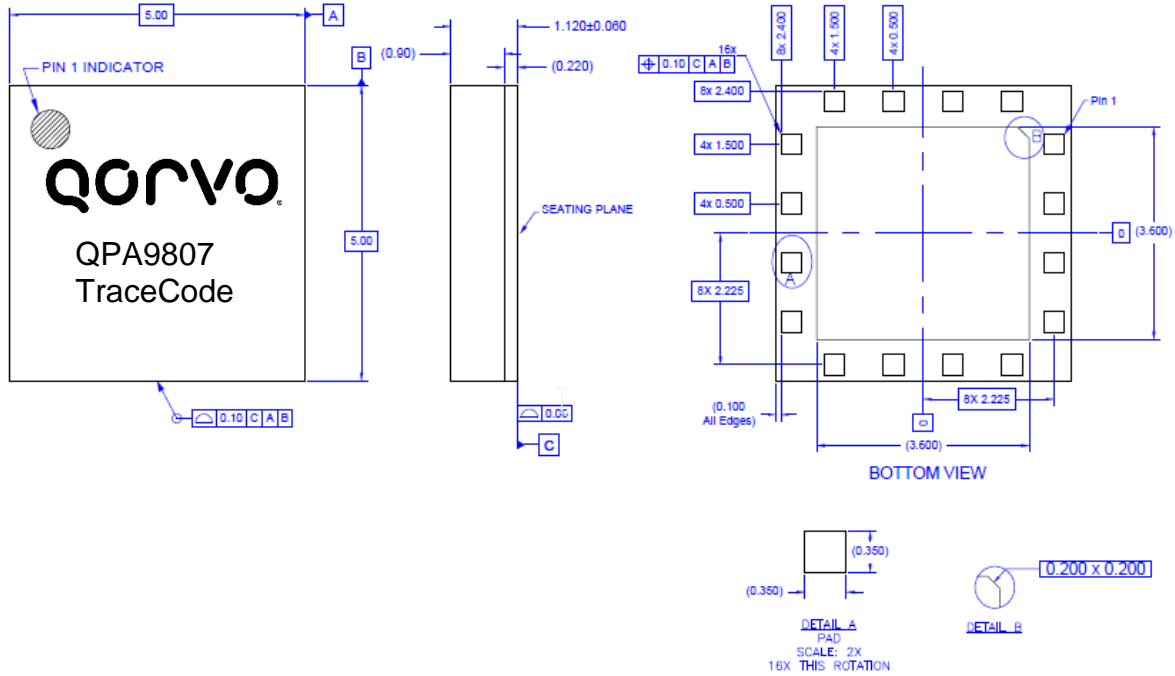 5.00
A
PIN 1 INDICATOR
B
QORVO
QPA9807
TraceCode
5.00
0.10 C A B
1.120±0.060
(0.90)
(0.220)
SEATING PLANE
C
8x 2.400
4x 1.500
4x 0.500
16x
0.10 C A B
8x 2.400
4x 1.500
4x 0.500
Pin 1
B
A
0
(3.600)
8X 2.225
8X 2.225
(0.100
All Edges)
0
(3.600)
BOTTOM VIEW
(0.350)
(0.350)
DETAIL A
PAD
SCALE: 2X
16X THIS ROTATION
0.200 x 0.200
DETAIL B